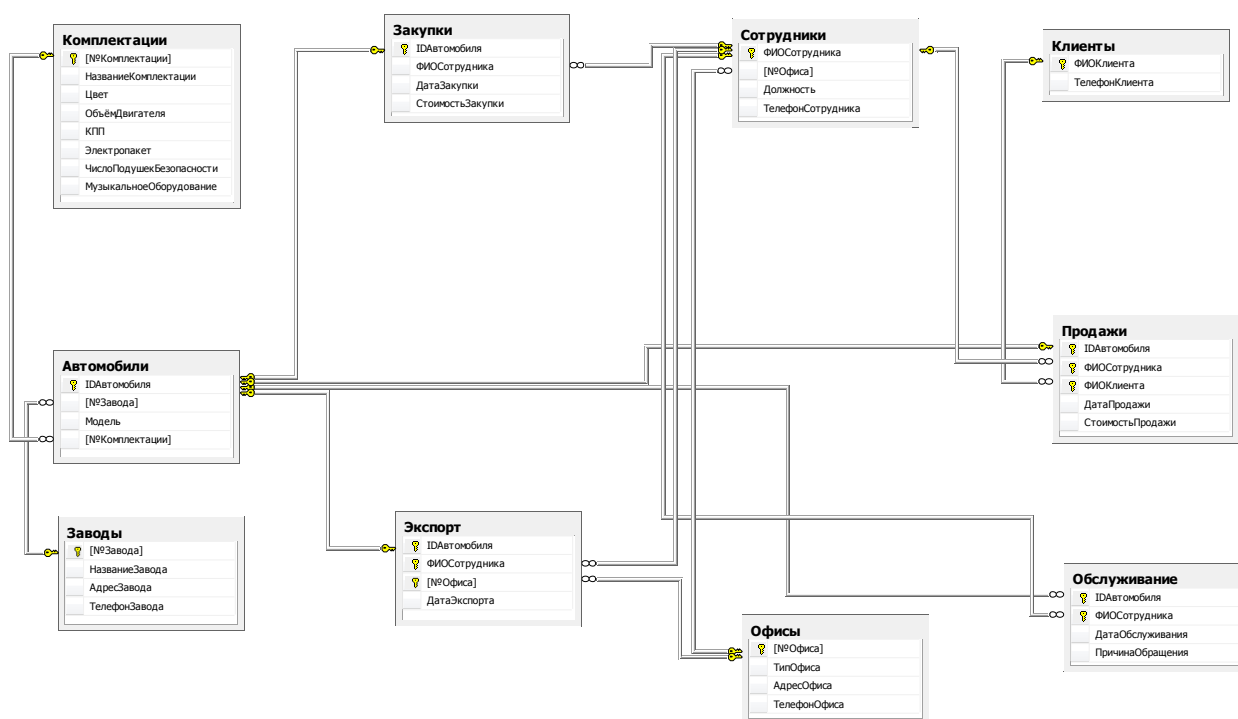 Комплектации
[№Комплектации]
НазваниеКомплектации
Цвет
ОбъёмДвигателя
КПП
Электропакет
ЧислоПодушекБезопасности
МузыкальноеОборудование
Закупки
IDАвтомобиля
ФИОСотрудника
ДатаЗакупки
СтоимостьЗакупки
Сотрудники
ФИОСотрудника
[№Офиса]
Должность
ТелефонСотрудника
Клиенты
ФИОКлиента
ТелефонКлиента
Автомобили
IDАвтомобиля
[№Завода]
Модель
[№Комплектации]
Продажи
IDАвтомобиля
ФИОСотрудника
ФИОКлиента
ДатаПродажи
СтоимостьПродажи
Заводы
[№Завода]
НазваниеЗавода
АдресЗавода
ТелефонЗавода
Экспорт
IDАвтомобиля
ФИОСотрудника
[№Офиса]
ДатаЭкспорта
Офисы
[№Офиса]
ТипОфиса
АдресОфиса
ТелефонОфиса
Обслуживание
IDАвтомобиля
ФИОСотрудника
ДатаОбслуживания
ПричинаОбращения